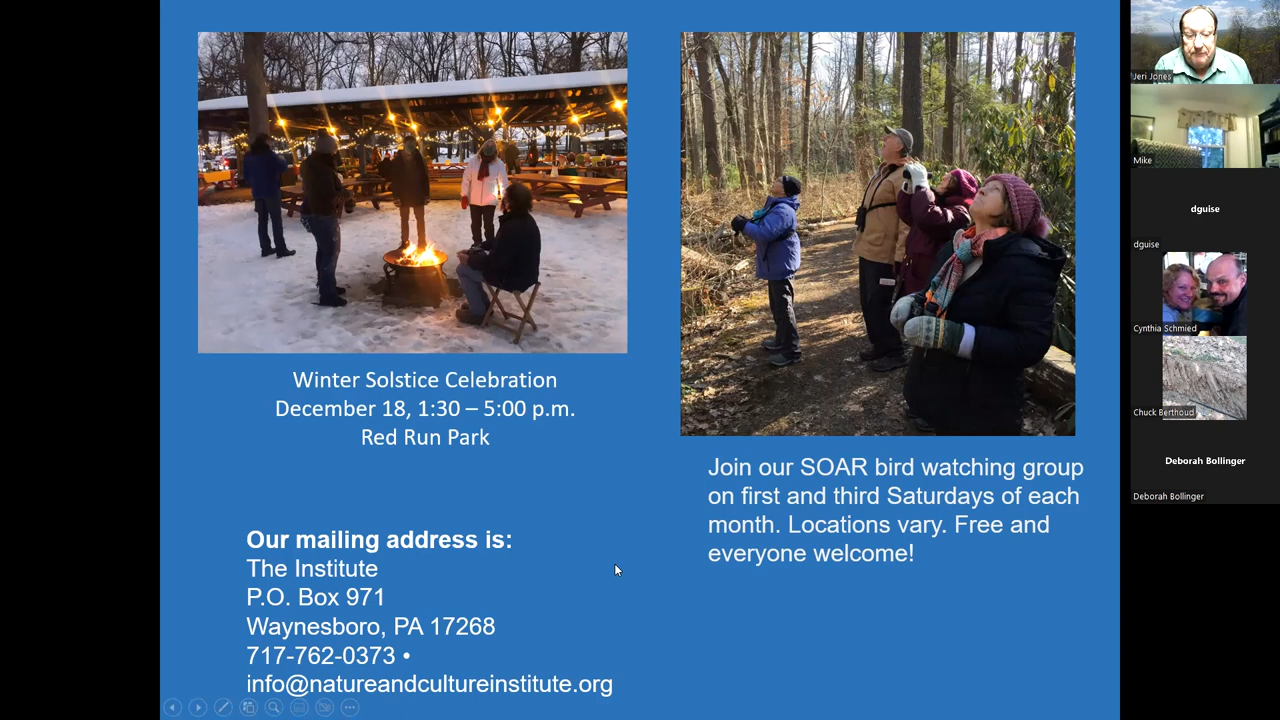 Winter Solstice Celebration
December 18, 1:30 – 5:00 p.m.
Red Run Park
Join our SOAR bird watching group
on first and third Saturdays of each
month. Locations vary. Free and
everyone welcome!
Our mailing address is:
The Institute
P.O. Box 971
Waynesboro, PA 17268
717-762-0373 •
info@natureandcultureinstitute.org
Jeri Jones
Mike
dguise
dguise
Cynthia Schmied
Chuck Berthoud
Deborah Bollinger
Deborah Bollinger